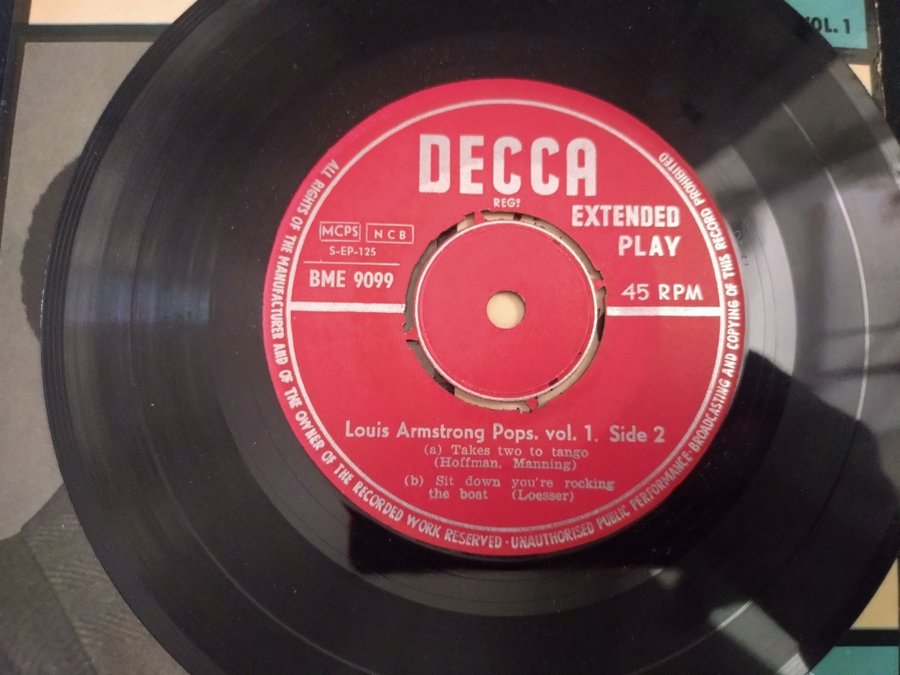 VOL. 1
DECCA
REGD
EXTENDED
PLAY
MCPS NCB
S-EP-125
BME 9099
45 RPM
Louis Armstrong Pops. vol. 1. Side 2
(a) Takes two to tango
(Hoffman, Manning)
(b) Sit down you're rocking
the boat (Loesser)
ALL RIGHTS OF THE MANUFACTURER AND OF THE OWNER OF THE RECORDED WORK RESERVED · UNAUTHORISED PUBLIC PERFORMANCE · BROADCASTING AND COPYING OF THIS RECORD PROHIBITED